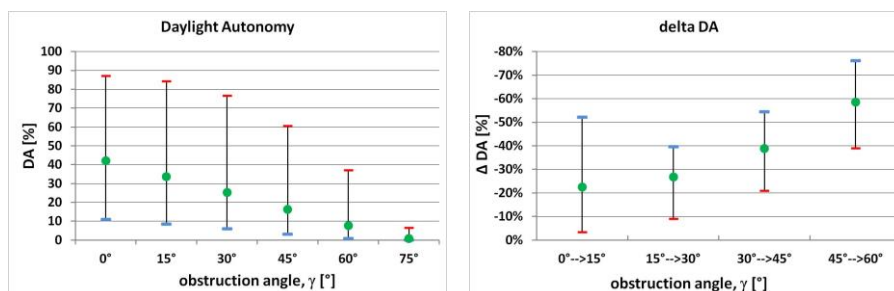 Daylight Autonomy
100
90
80
70
60
50
40
30
20
10
0
DA [%]
0° 15° 30° 45° 60° 75°
obstruction angle, γ [°]
delta DA
-80%
-70%
-60%
-50%
-40%
-30%
-20%
-10%
0%
Δ DA [%]
0°-->15° 15°-->30° 30°-->45° 45°-->60°
obstruction angle, γ [°]